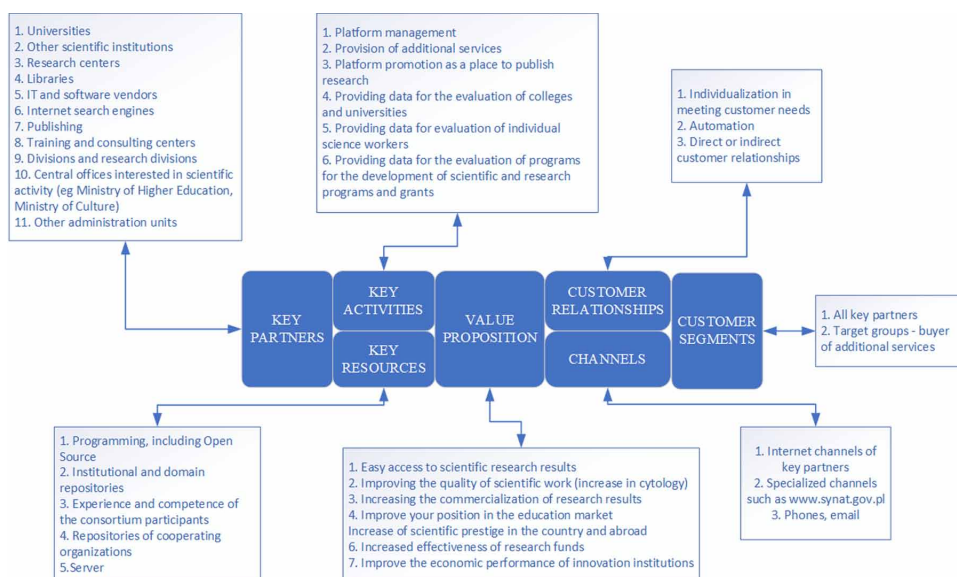 1. Universities
2. Other scientific institutions
3. Research centers
4. Libraries
5. IT and software vendors
6. Internet search engines
7. Publishing
8. Training and consulting centers
9. Divisions and research divisions
10. Central offices interested in scientific
activity (eg Ministry of Higher Education,
Ministry of Culture)
11. Other administration units
1. Platform management
2. Provision of additional services
3. Platform promotion as a place to publish
research
4. Providing data for the evaluation of colleges
and universities
5. Providing data for evaluation of individual
science workers
6. Providing data for the evaluation of programs
for the development of scientific and research
programs and grants
1. Individualization in
meeting customer needs
2. Automation
3. Direct or indirect
customer relationships
KEY
PARTNERS
KEY
ACTIVITIES
KEY
RESOURCES
VALUE
PROPOSITION
CUSTOMER
RELATIONSHIPS
CHANNELS
CUSTOMER
SEGMENTS
1. All key partners
2. Target groups - buyer
of additional services
1. Programming, including Open
Source
2. Institutional and domain
repositories
3. Experience and competence of
the consortium participants
4. Repositories of cooperating
organizations
5.Server
1. Easy access to scientific research results
2. Improving the quality of scientific work (increase in cytology)
3. Increasing the commercialization of research results
4. Improve your position in the education market
Increase of scientific prestige in the country and abroad
6. Increased effectiveness of research funds
7. Improve the economic performance of innovation institutions
1. Internet channels of
key partners
2. Specialized channels
such as www.synat.gov.pl
3. Phones, email